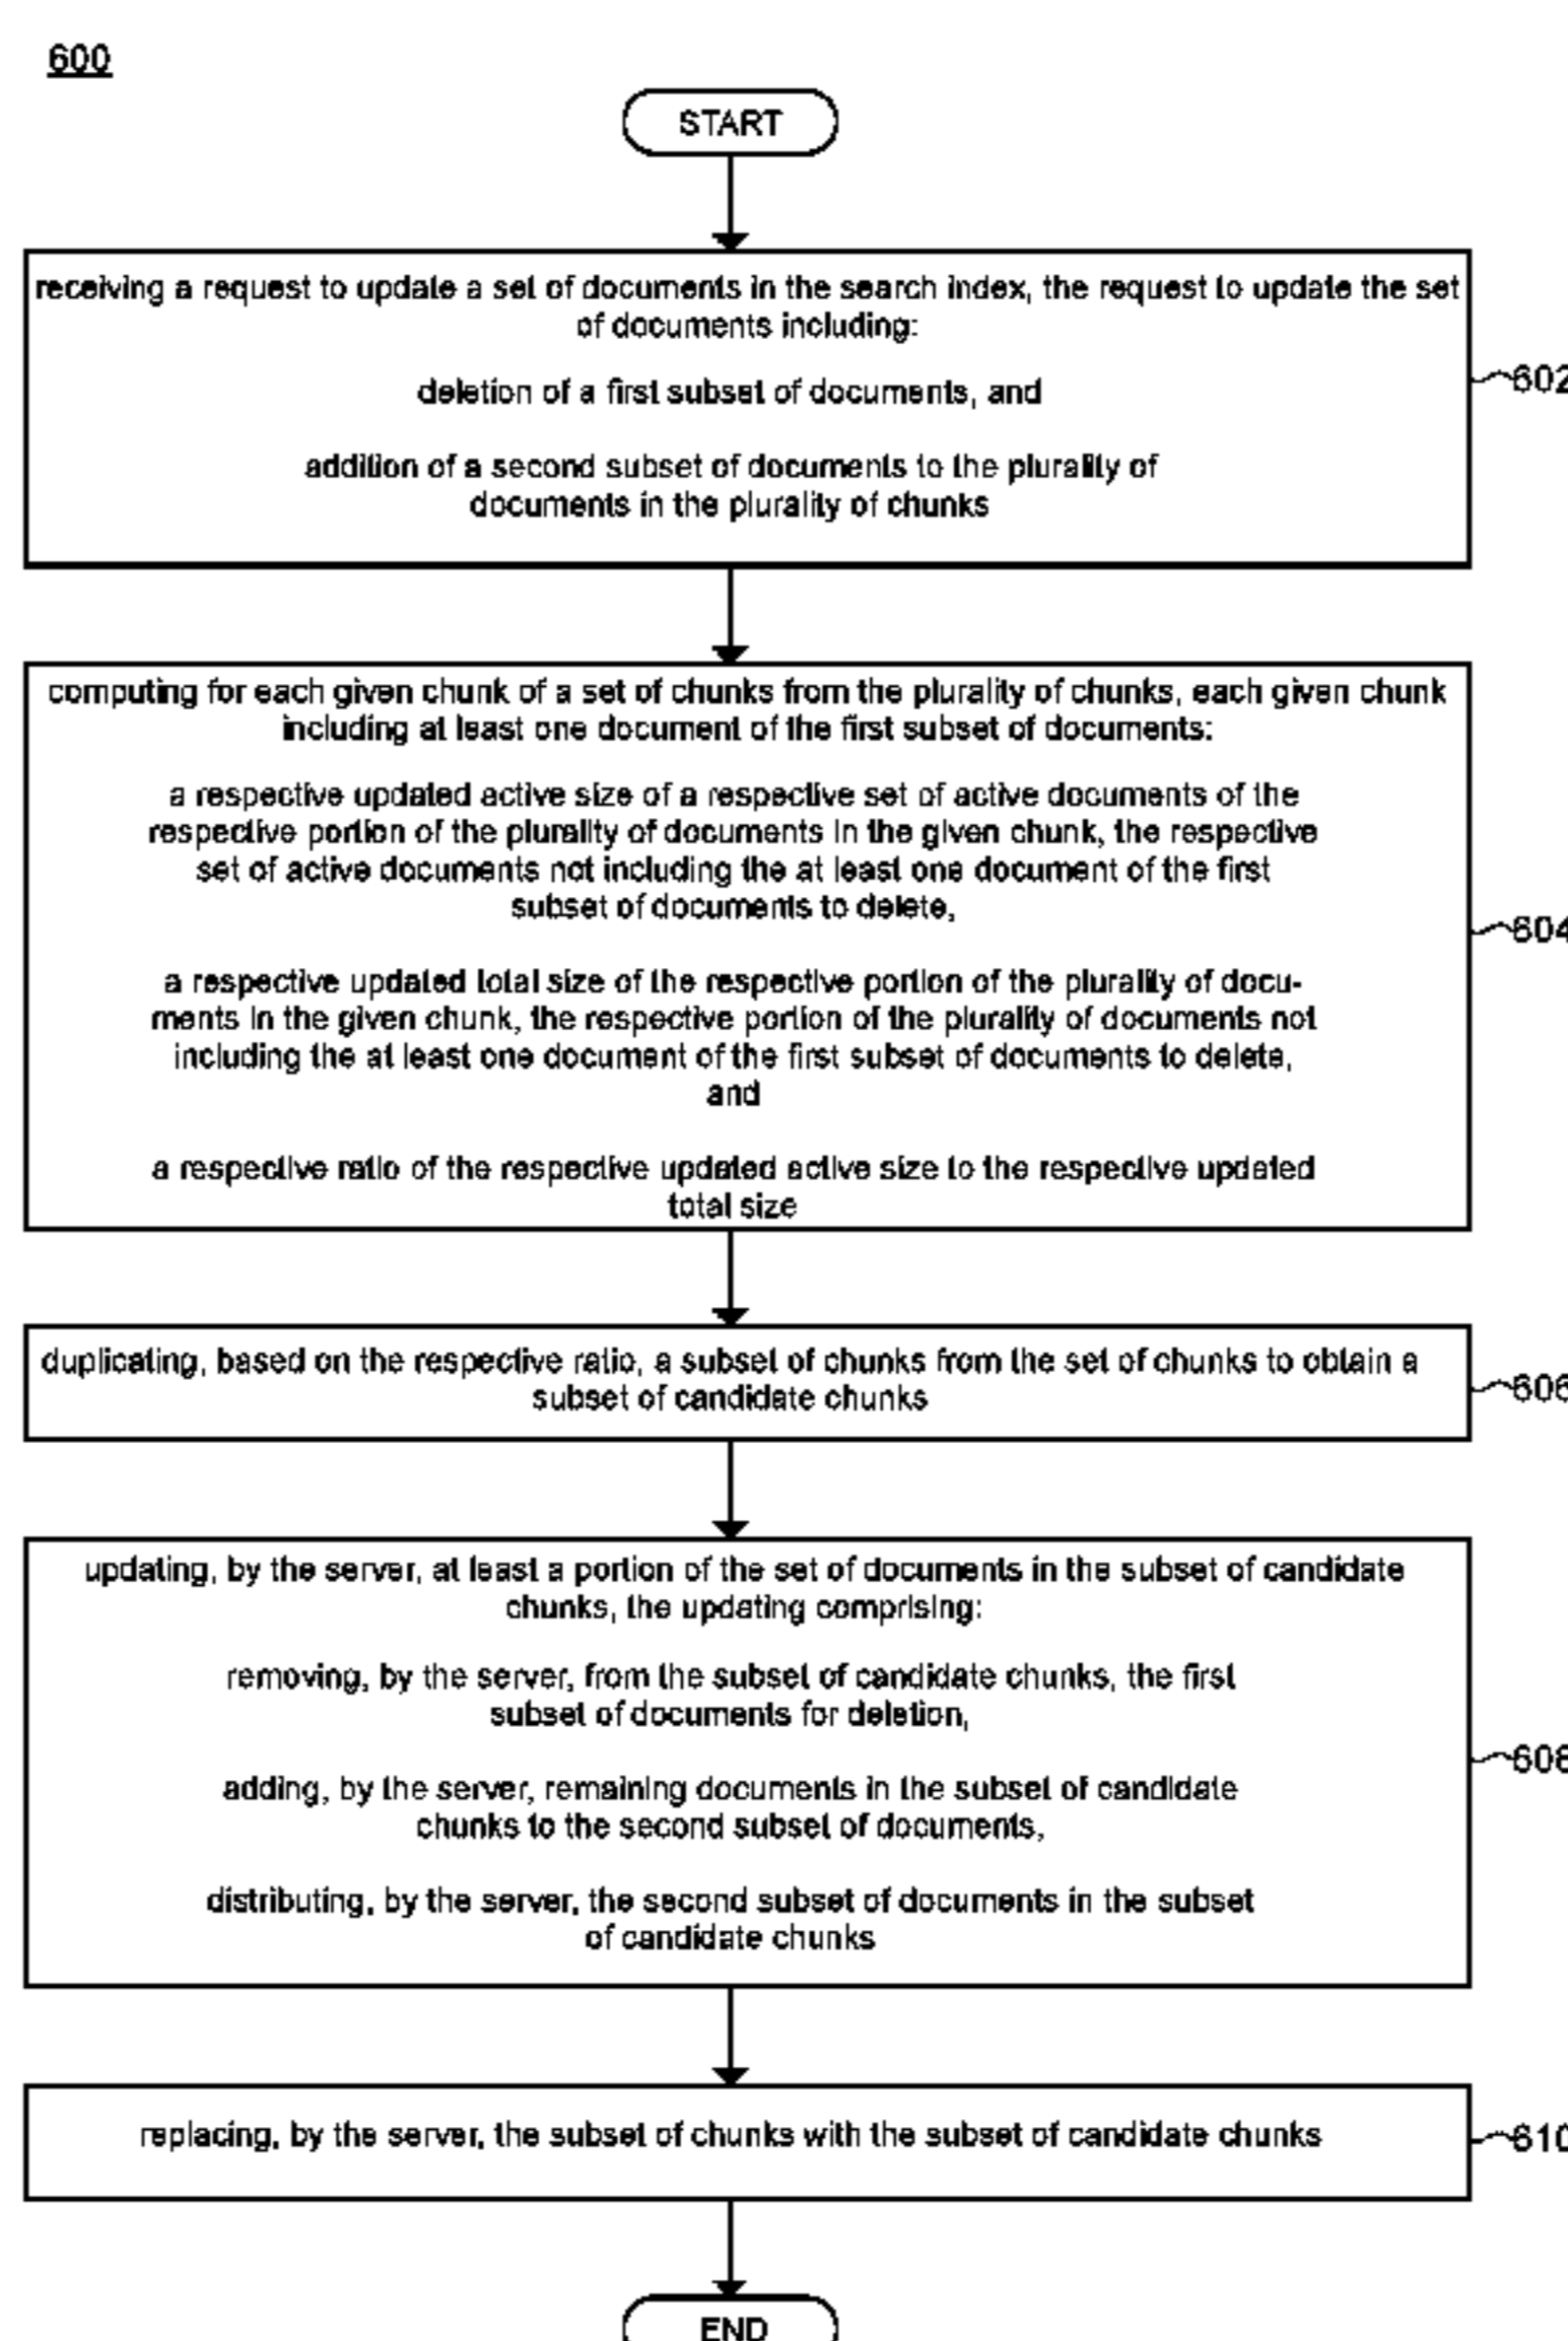 600
START
receiving a request to update a set of documents in the search index, the request to update the set
of documents including:
deletion of a first subset of documents, and
addition of a second subset of documents to the plurality of
documents in the plurality of chunks
602
computing for each given chunk of a set of chunks from the plurality of chunks, each given chunk
including at least one document of the first subset of documents:
a respective updated active size of a respective set of active documents of the
respective portion of the plurality of documents in the given chunk, the respective
set of active documents not including the at least one document of the first
subset of documents to delete,
604
a respective updated total size of the respective portion of the plurality of docu-
ments in the given chunk, the respective portion of the plurality of documents not
including the at least one document of the first subset of documents to delete,
and
a respective ratio of the respective updated active size to the respective updated
total size
duplicating, based on the respective ratio, a subset of chunks from the set of chunks to obtain a
subset of candidate chunks
606
updating, by the server, at least a portion of the set of documents in the subset of candidate
chunks, the updating comprising:
removing, by the server, from the subset of candidate chunks, the first
subset of documents for deletion,
608
adding, by the server, remaining documents in the subset of candidate
chunks to the second subset of documents,
distributing, by the server, the second subset of documents in the subset
of candidate chunks
replacing, by the server, the subset of chunks with the subset of candidate chunks
610
END